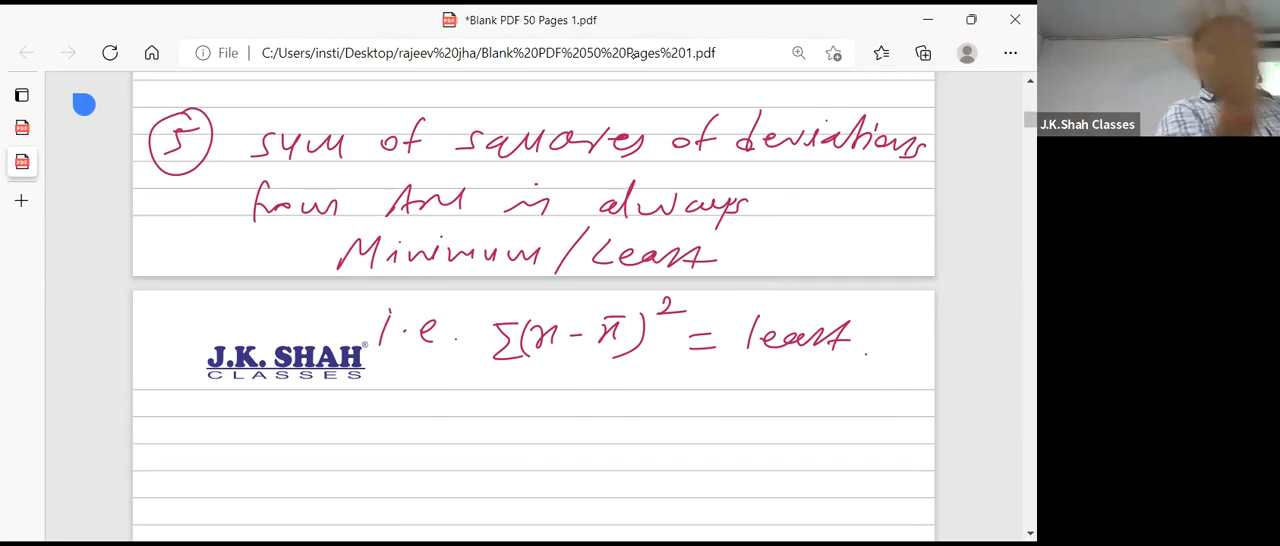 *Blank PDF 50 Pages 1.pdf
File
C:/Users/insti/Desktop/rajeev%20jha/Blank%20PDF%2050%20Pages%201.pdf
J.K.Shah Classes
5 sum of squares of deviations
from AM is always
Minimum/Least
i.e. Σ(x - x̄)² = least.
J.K. SHAH®
CLASSES